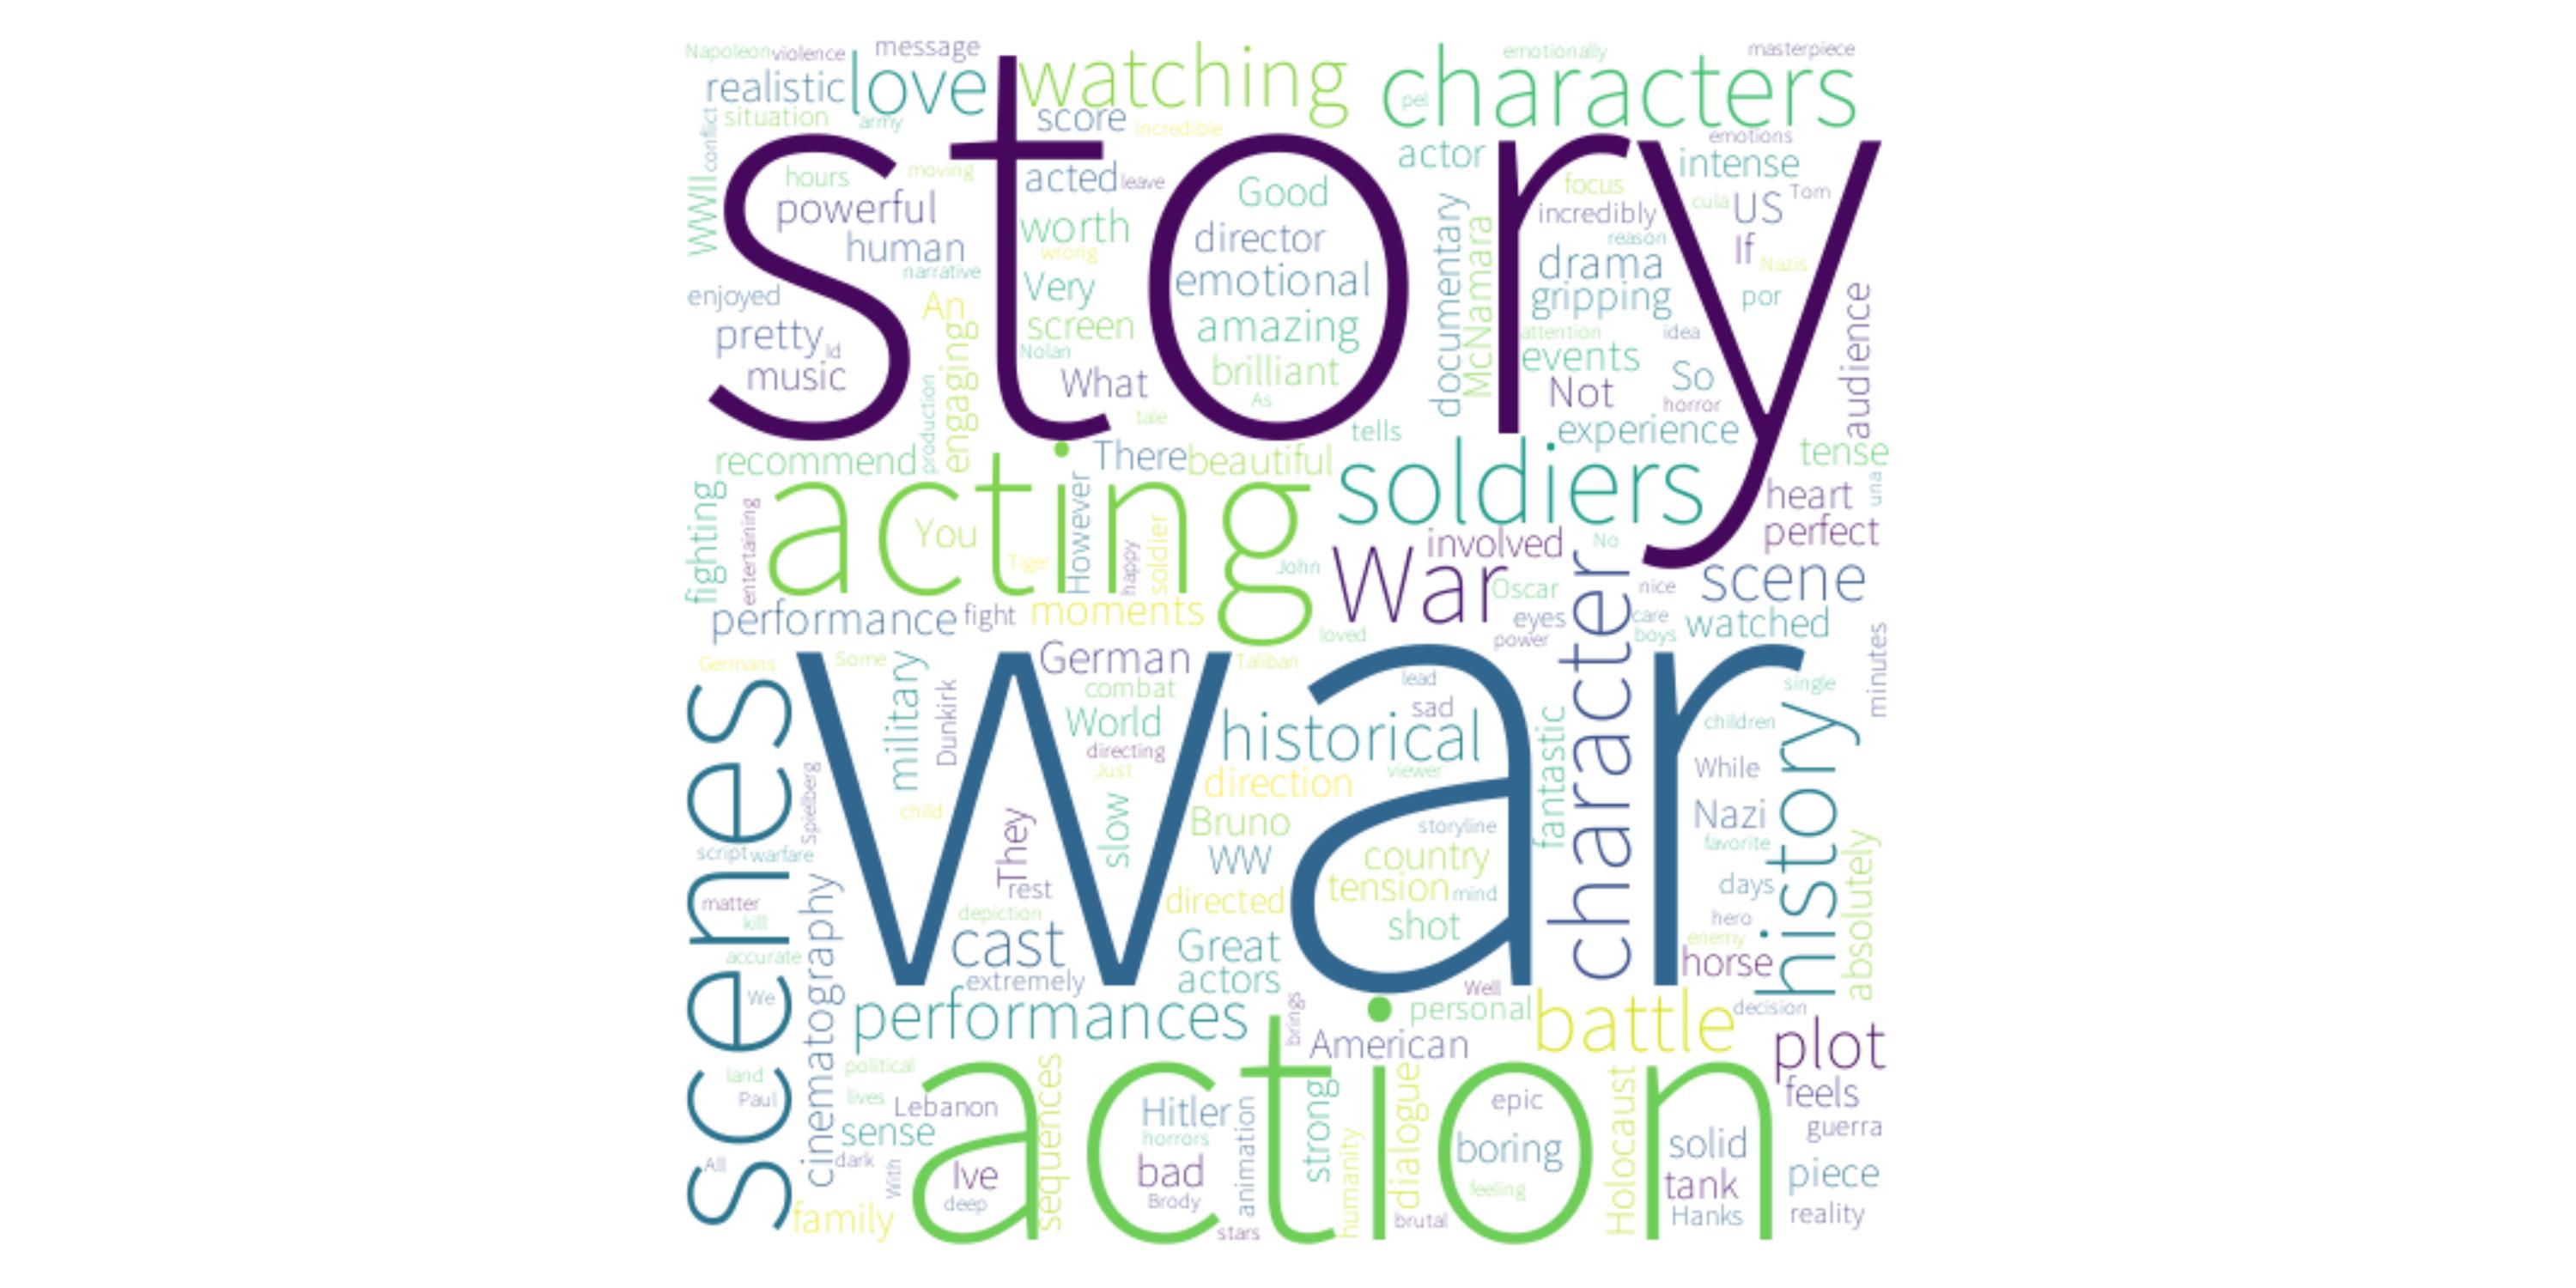 Napoleon violence message emotionally masterpiece
realistic love watching characters
situation army score incredible pel
conflict emotions
story
WWII hours moving acted leave Good actor intense
powerful worth director focus incredibly cula US Tom
human narrative wrong emotional documentary McNamara drama reason If Nazis
enjoyed An Very amazing gripping por audience
pretty Id engaging screen Nolan brilliant attention idea
music production What As events Not So horror
tale tells experience
recommend There beautiful soldiers tense
acting
fighting entertaining You However soldier heart una
Tiger happy John War involved No perfect
performance fight moments Oscar nice scene
loved eyes power care boys watched minutes
war
Germans Some German Taliban lead character single
scenes military Dunkirk combat sad children
World directing historical fantastic history
spielberg child Just direction viewer While
They slow Bruno storyline Nazi
script warfare WW country favorite absolutely
matter rest directed tension mind days
kill cinematography depiction cast Great shot hero enemy
accurate extremely actors horse
We performances Well personal battle decision
brings American plot
action
land political sequences feels
Paul lives Lebanon Hitler strong dialogue epic Holocaust guerra
sense horrors animation boring solid
All dark With Ive bad humanity feeling tank piece
deep Brody brutal Hanks reality
family stars